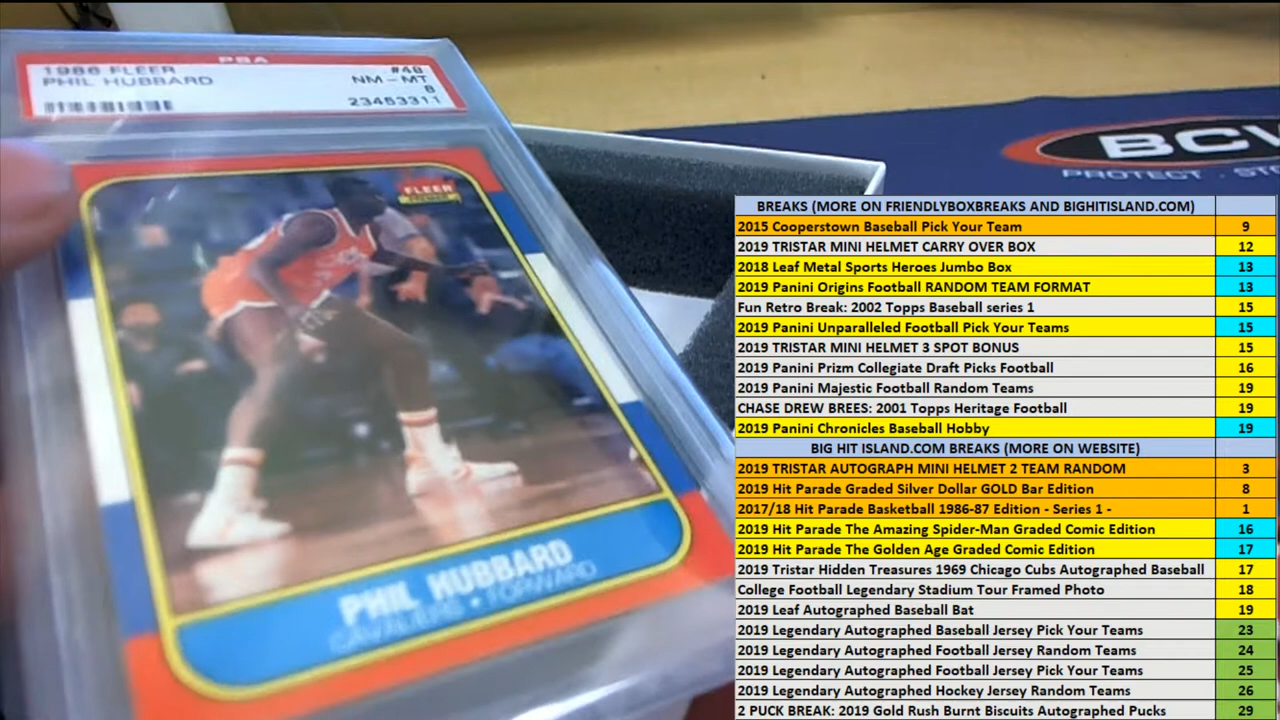 PSA
1986 FLEER #48
PHIL HUBBARD NM-MT
8
23453311
FLEER
PREMIER
PHIL HUBBARD
CAVALIERS • FORWARD
BCW
PROTECT · STO
BREAKS (MORE ON FRIENDLYBOXBREAKS AND BIGHITISLAND.COM)
2015 Cooperstown Baseball Pick Your Team 9
2019 TRISTAR MINI HELMET CARRY OVER BOX 12
2018 Leaf Metal Sports Heroes Jumbo Box 13
2019 Panini Origins Football RANDOM TEAM FORMAT 13
Fun Retro Break: 2002 Topps Baseball series 1 15
2019 Panini Unparalleled Football Pick Your Teams 15
2019 TRISTAR MINI HELMET 3 SPOT BONUS 15
2019 Panini Prizm Collegiate Draft Picks Football 16
2019 Panini Majestic Football Random Teams 19
CHASE DREW BREES: 2001 Topps Heritage Football 19
2019 Panini Chronicles Baseball Hobby 19
BIG HIT ISLAND.COM BREAKS (MORE ON WEBSITE)
2019 TRISTAR AUTOGRAPH MINI HELMET 2 TEAM RANDOM 3
2019 Hit Parade Graded Silver Dollar GOLD Bar Edition 8
2017/18 Hit Parade Basketball 1986-87 Edition - Series 1 - 1
2019 Hit Parade The Amazing Spider-Man Graded Comic Edition 16
2019 Hit Parade The Golden Age Graded Comic Edition 17
2019 Tristar Hidden Treasures 1969 Chicago Cubs Autographed Baseball 17
College Football Legendary Stadium Tour Framed Photo 18
2019 Leaf Autographed Baseball Bat 19
2019 Legendary Autographed Baseball Jersey Pick Your Teams 23
2019 Legendary Autographed Football Jersey Random Teams 24
2019 Legendary Autographed Football Jersey Pick Your Teams 25
2019 Legendary Autographed Hockey Jersey Random Teams 26
2 PUCK BREAK: 2019 Gold Rush Burnt Biscuits Autographed Pucks 29